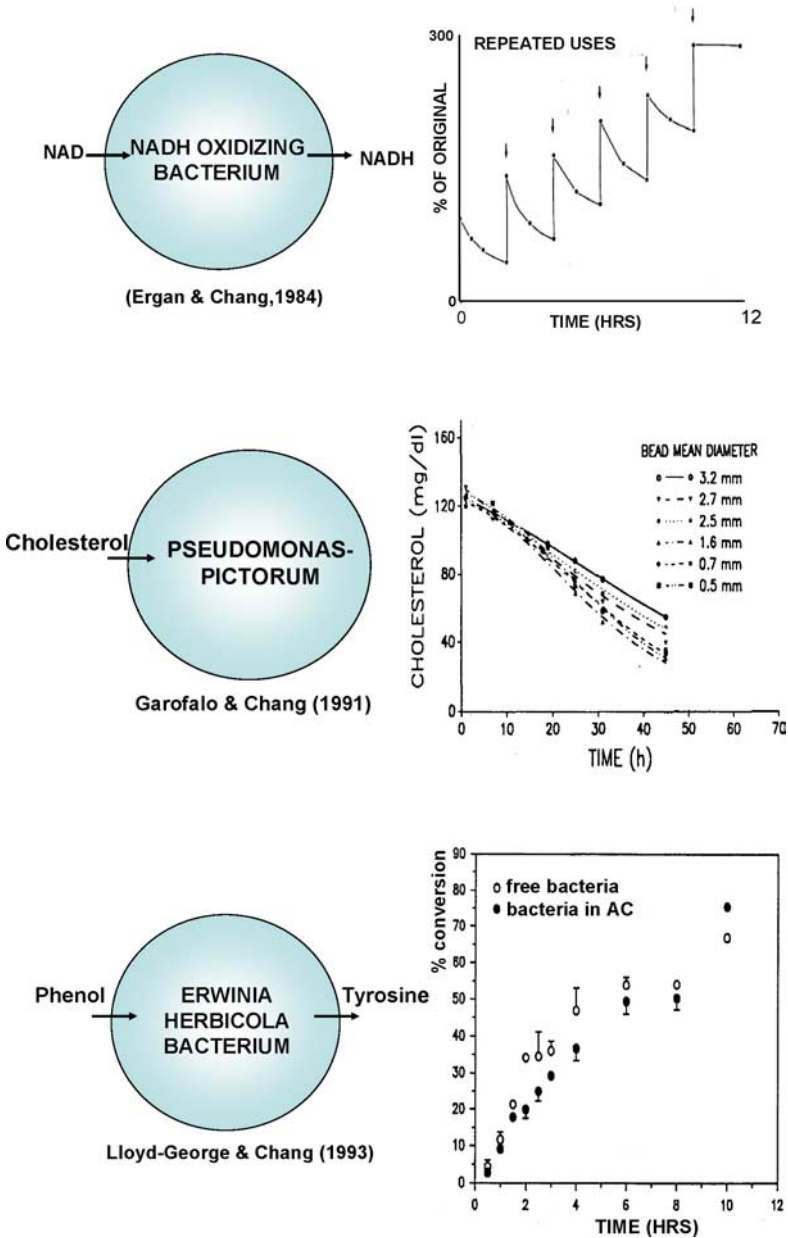 NAD
NADH OXIDIZING
BACTERIUM
NADH
(Ergan & Chang,1984)
300
REPEATED USES
% OF ORIGINAL
0
0
TIME (HRS)
12
Cholesterol
PSEUDOMONAS-
PICTORUM
Garofalo & Chang (1991)
CHOLESTEROL (mg/dl)
160
120
80
40
0
BEAD MEAN DIAMETER
3.2 mm
2.7 mm
2.5 mm
1.6 mm
0.7 mm
0.5 mm
0 10 20 30 40 50 60 70
TIME (h)
Phenol
ERWINIA
HERBICOLA
BACTERIUM
Tyrosine
Lloyd-George & Chang (1993)
% conversion
90
80
70
60
50
40
30
20
10
0
free bacteria
bacteria in AC
0 2 4 6 8 10 12
TIME (HRS)